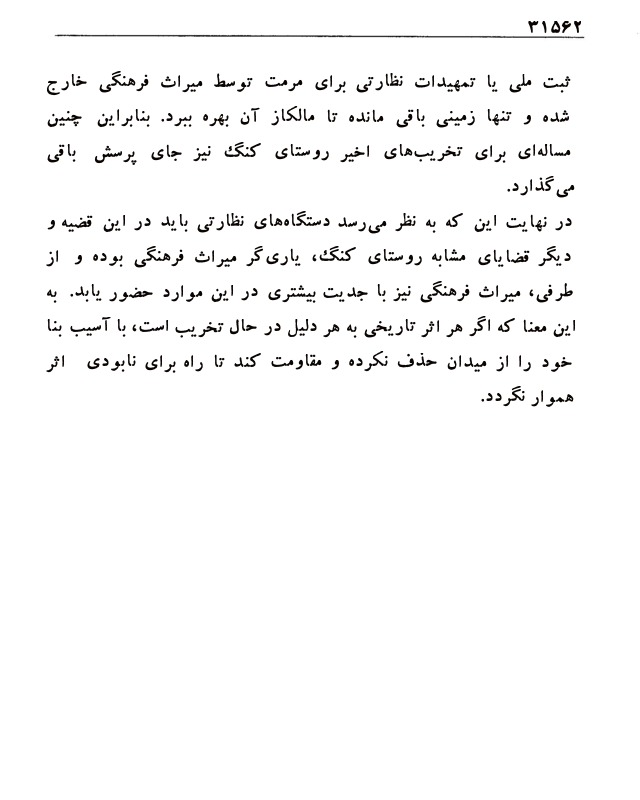 ۳۱۵۶۲
ثبت ملی یا تمهیدات نظارتی برای مرمت توسط میراث فرهنگی خارج
شده و تنها زمینی باقی مانده تا مالکاز آن بهره ببرد. بنابراین چنین
مساله‌ای برای تخریب‌های اخیر روستای کنگ نیز جای پرسش باقی
می‌گذارد.
در نهایت این که به نظر می‌رسد دستگاه‌های نظارتی باید در این قضیه و
دیگر قضایای مشابه روستای کنگ، یاری‌گر میراث فرهنگی بوده و از
طرفی، میراث فرهنگی نیز با جدیت بیشتری در این موارد حضور یابد. به
این معنا که اگر هر اثر تاریخی به هر دلیل در حال تخریب است، با آسیب بنا
خود را از میدان حذف نکرده و مقاومت کند تا راه برای نابودی اثر
هموار نگردد.